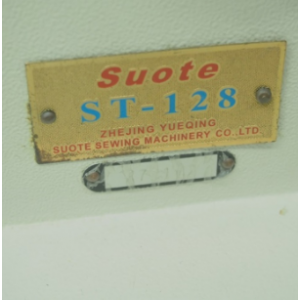 Suote
ST-128
ZHEJING YUEQING
SUOTE SEWING MACHINERY CO.,LTD.